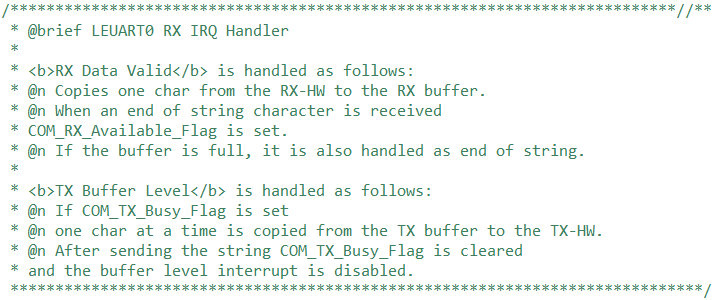 /**************************************************************************//**
 * @brief LEUART0 RX IRQ Handler
 *
 * <b>RX Data Valid</b> is handled as follows:
 * @n Copies one char from the RX-HW to the RX buffer.
 * @n When an end of string character is received
 * COM_RX_Available_Flag is set.
 * @n If the buffer is full, it is also handled as end of string.
 *
 * <b>TX Buffer Level</b> is handled as follows:
 * @n If COM_TX_Busy_Flag is set
 * @n one char at a time is copied from the TX buffer to the TX-HW.
 * @n After sending the string COM_TX_Busy_Flag is cleared
 * and the buffer level interrupt is disabled.
 *****************************************************************************/